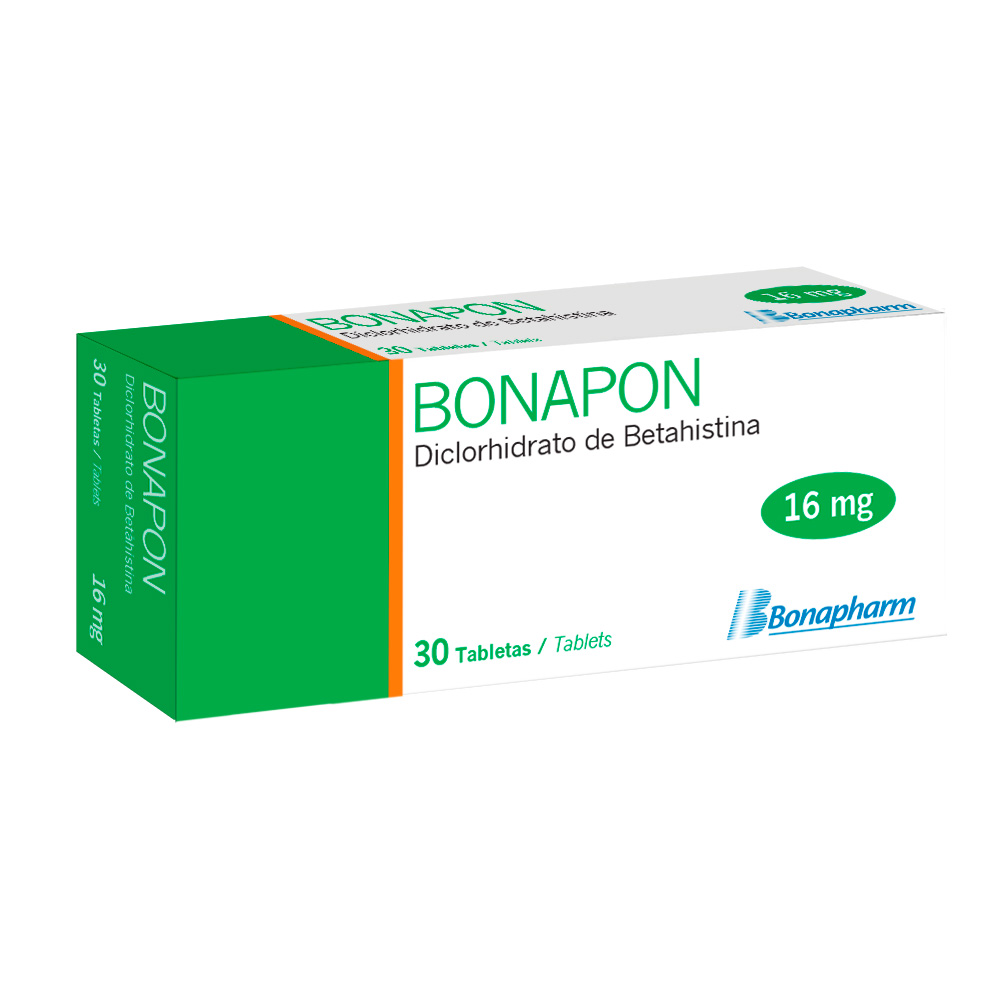 BONAPON
Diclorhidrato de Betahistina
30 Tabletas / Tablets
16 mg
Bonapharm
BONAPON
Diclorhidrato de Betahistina
16 mg
Bonapharm
30 Tabletas / Tablets
BONAPON
Diclorhidrato de Betahistina
30 Tabletas / Tablets
16 mg